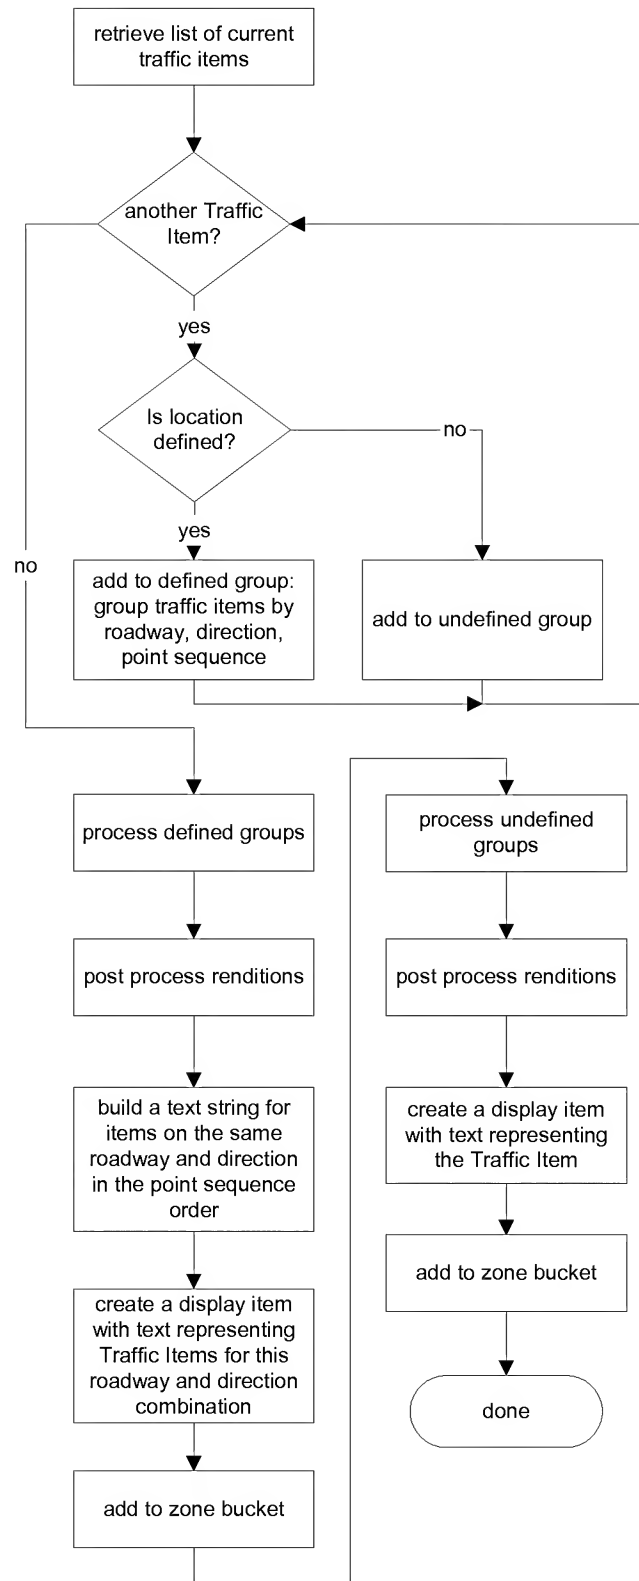 retrieve list of current
traffic items
another Traffic
Item?
yes
Is location
defined?
no
yes
no
add to defined group:
group traffic items by
roadway, direction,
point sequence
add to undefined group
process defined groups
post process renditions
build a text string for
items on the same
roadway and direction
in the point sequence
order
create a display item
with text representing
Traffic Items for this
roadway and direction
combination
add to zone bucket
process undefined
groups
post process renditions
create a display item
with text representing
the Traffic Item
add to zone bucket
done